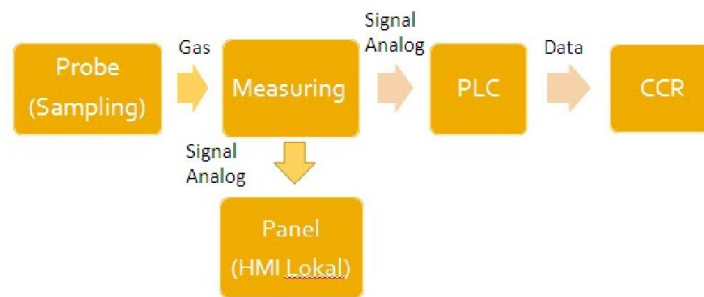 Probe
(Sampling)
Gas
Measuring
Signal
Analog
PLC
Data
CCR
Signal
Analog
Panel
(HMI Lokal)